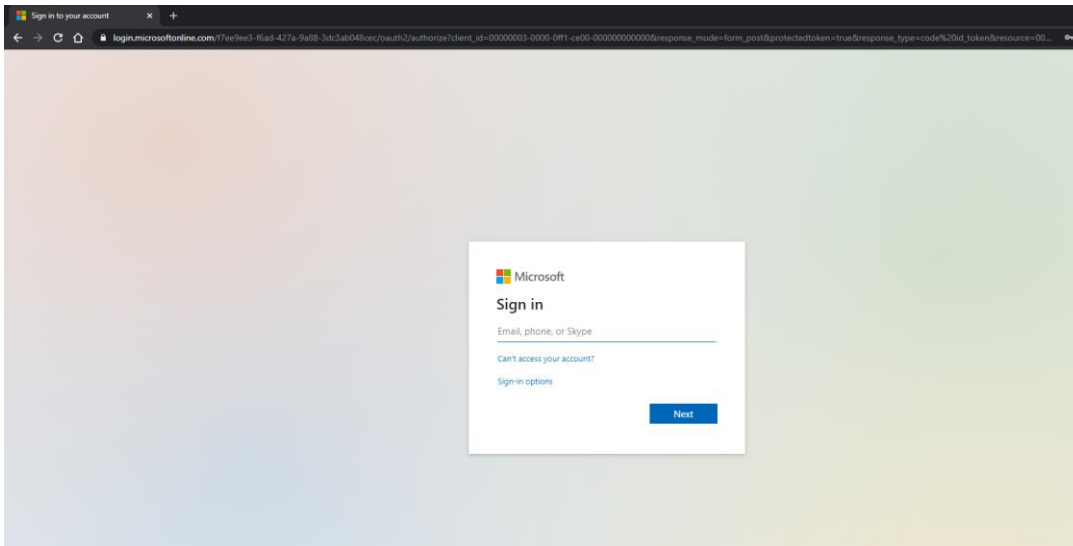 Sign in to your account
login.microsoftonline.com/f7ee9ee3-f6ad-427a-9a88-3dc3ab048cec/oauth2/authorize?client_id=00000003-0000-0ff1-ce00-000000000000&response_mode=form_post&protectedtoken=true&response_type=code%20id_token&resource=00...
Microsoft
Sign in
Email, phone, or Skype
Can't access your account?
Sign-in options
Next